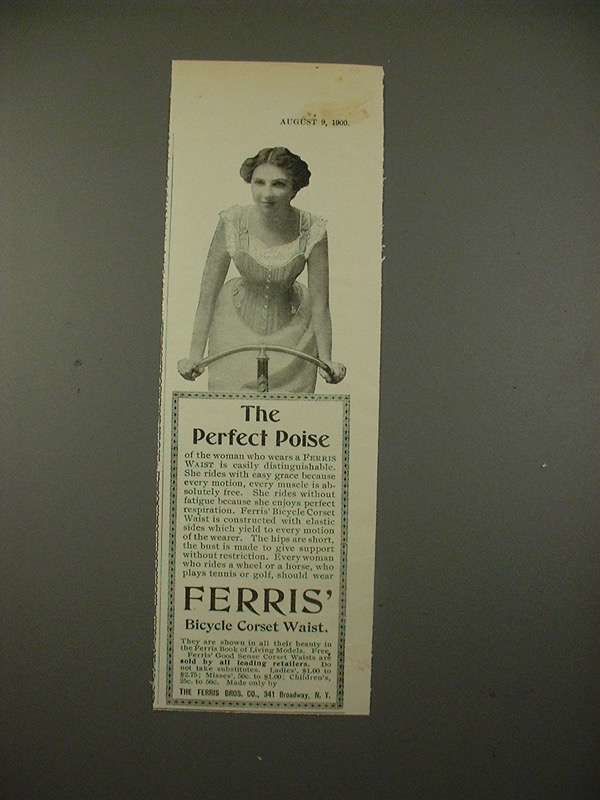 AUGUST 9, 1900.
The
Perfect Poise
of the woman who wears a FERRIS
WAIST is easily distinguishable.
She rides with easy grace because
every motion, every muscle is ab-
solutely free. She rides without
fatigue because she enjoys perfect
respiration. Ferris' Bicycle Corset
Waist is constructed with elastic
sides which yield to every motion
of the wearer. The hips are short,
the bust is made to give support
without restriction. Every woman
who rides a wheel or a horse, who
plays tennis or golf, should wear
FERRIS'
Bicycle Corset Waist.
They are shown in all their beauty in
the Ferris Book of Living Models. Free.
Ferris' Good Sense Corset Waists are
sold by all leading retailers. Do
not take substitutes. Ladies', $1.00 to
$2.75; Misses', 50c. to $1.00; Children's,
25c. to 50c. Made only by
THE FERRIS BROS. CO., 341 Broadway, N. Y.